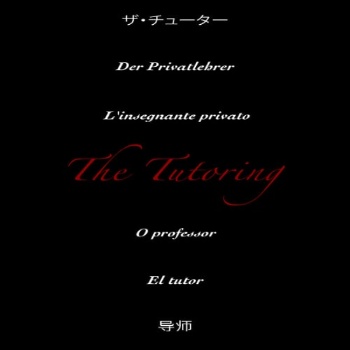 ザ・チューター
Der Privatlehrer
L'insegnante privato
The Tutoring
O professor
El tutor
导师